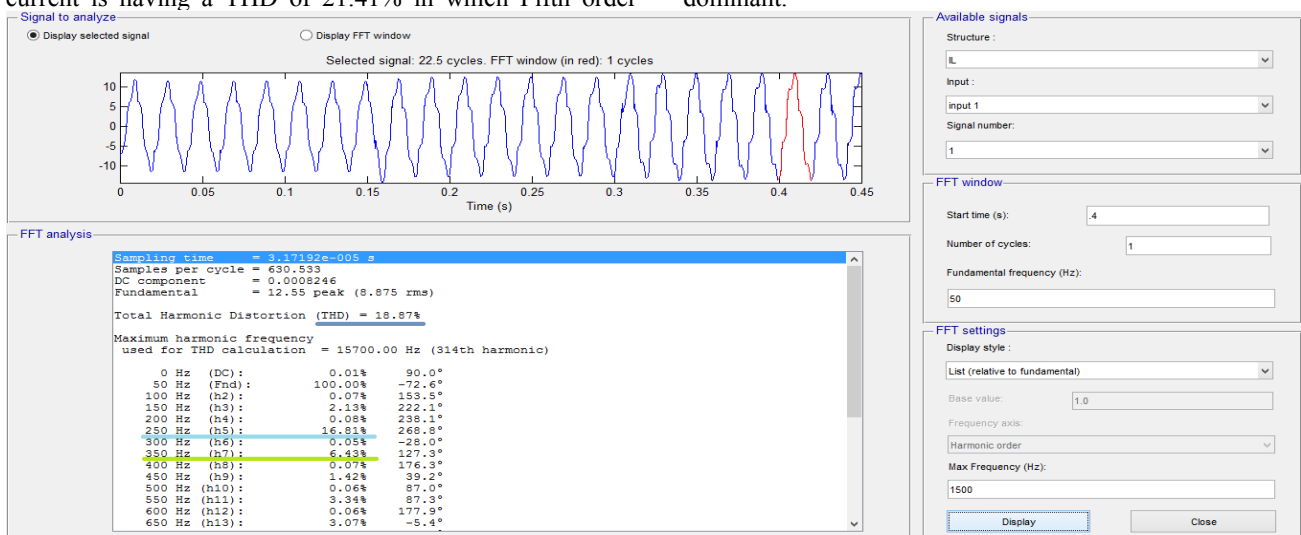 current is having a THD of 21.41% in which Fifth order dominant.
Signal to analyze
Display selected signal
Display FFT window
Selected signal: 22.5 cycles. FFT window (in red): 1 cycles
10
5
0
-5
-10
0 0.05 0.1 0.15 0.2 0.25 0.3 0.35 0.4 0.45
Time (s)
FFT analysis
Sampling time = 3.17192e-005 s
Samples per cycle = 630.533
DC component = 0.0008246
Fundamental = 12.55 peak (8.875 rms)
Total Harmonic Distortion (THD) = 18.87%
Maximum harmonic frequency
used for THD calculation = 15700.00 Hz (314th harmonic)
0 Hz (DC): 0.01% 90.0°
50 Hz (Fnd): 100.00% -72.6°
100 Hz (h2): 0.07% 153.5°
150 Hz (h3): 2.13% 222.1°
200 Hz (h4): 0.08% 238.1°
250 Hz (h5): 16.81% 268.8°
300 Hz (h6): 0.05% -28.0°
350 Hz (h7): 6.43% 127.3°
400 Hz (h8): 0.07% 176.3°
450 Hz (h9): 1.42% 39.2°
500 Hz (h10): 0.06% 87.0°
550 Hz (h11): 3.34% 87.3°
600 Hz (h12): 0.06% 177.9°
650 Hz (h13): 3.07% -5.4°
Available signals
Structure :
IL
Input :
input 1
Signal number:
1
FFT window
Start time (s): .4
Number of cycles: 1
Fundamental frequency (Hz):
50
FFT settings
Display style :
List (relative to fundamental)
Base value: 1.0
Frequency axis:
Harmonic order
Max Frequency (Hz):
1500
Display Close